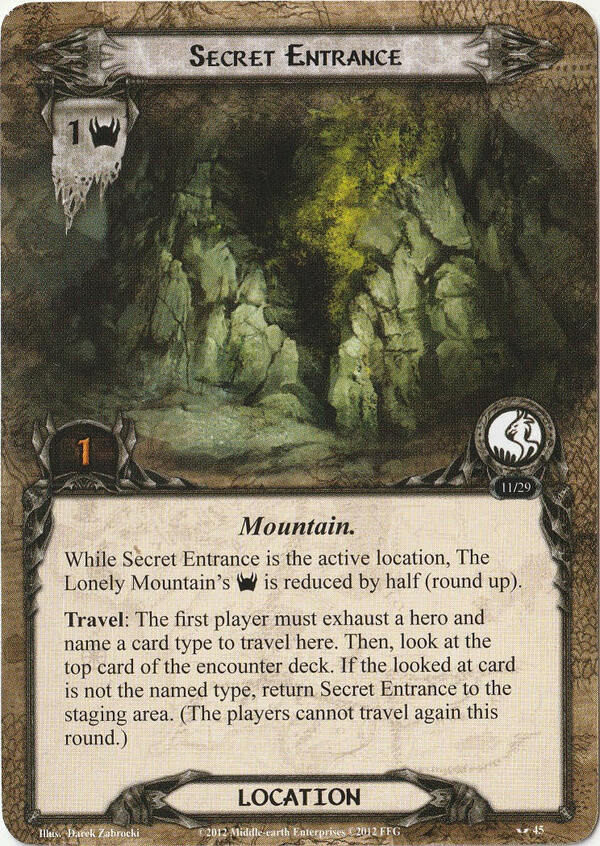 Secret Entrance
1
1
11/29
Mountain.
While Secret Entrance is the active location, The
Lonely Mountain's is reduced by half (round up).
Travel: The first player must exhaust a hero and
name a card type to travel here. Then, look at the
top card of the encounter deck. If the looked at card
is not the named type, return Secret Entrance to the
staging area. (The players cannot travel again this
round.)
LOCATION
Illus. Darek Zabrocki
©2012 Middle-earth Enterprises ©2012 FFG
45